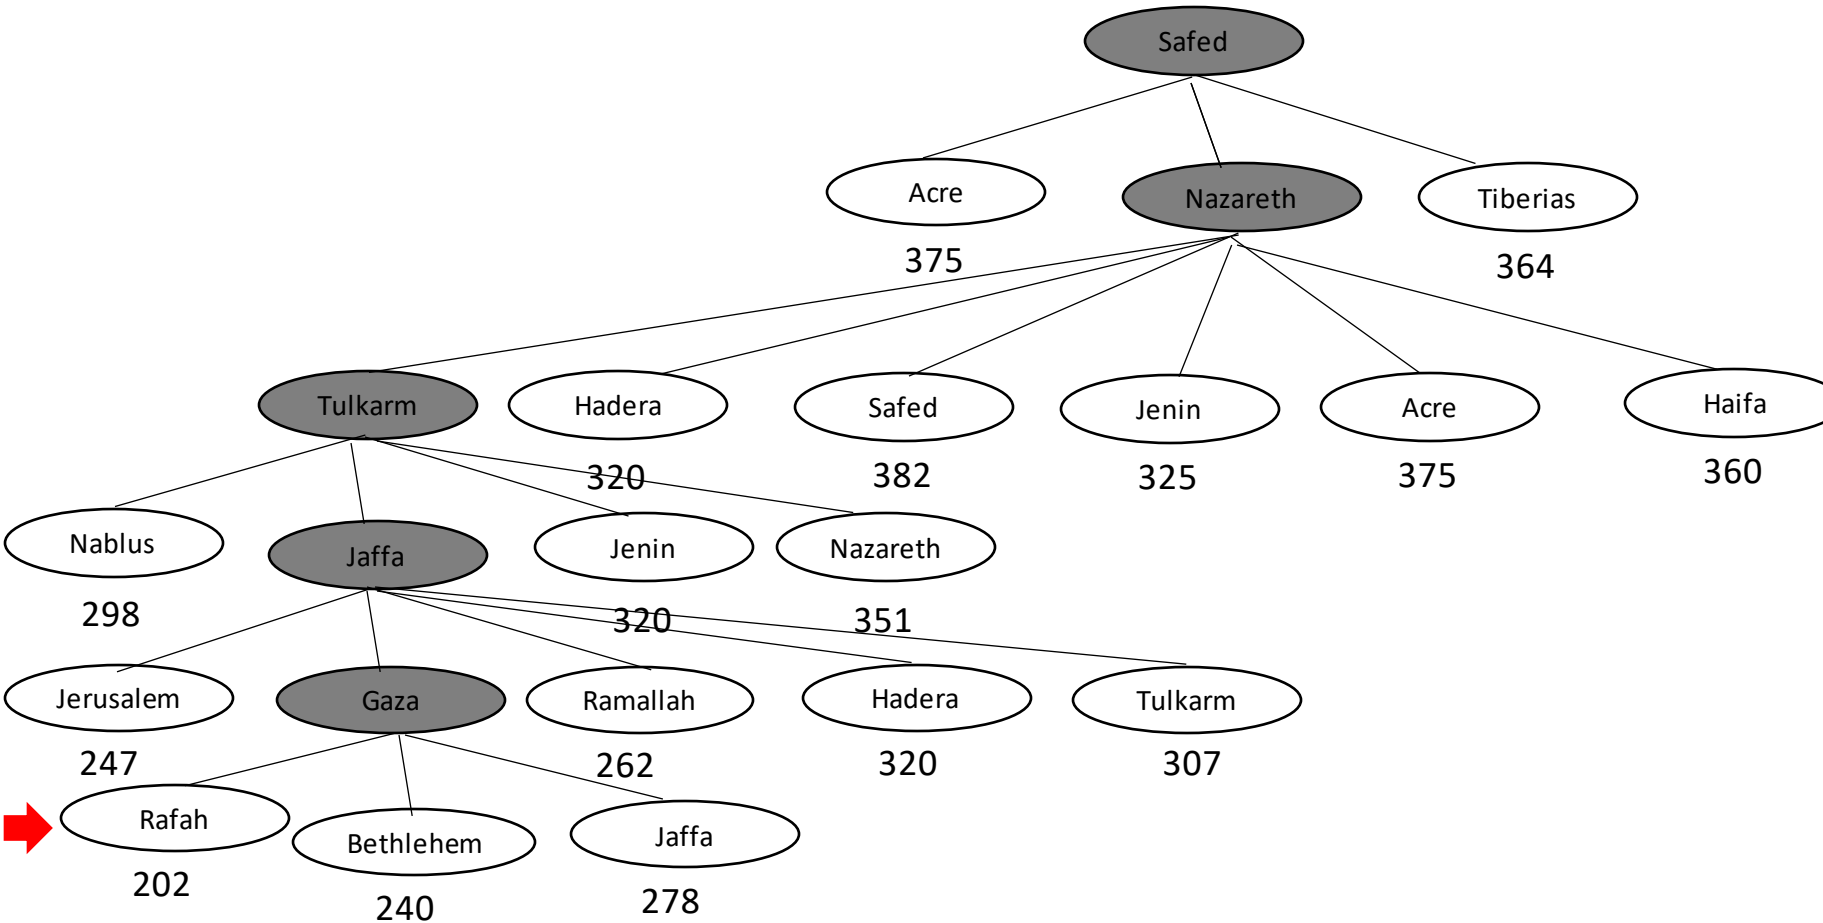 Safed
Acre
Nazareth
Tiberias
375
364
Tulkarm
Hadera
Safed
Jenin
Acre
Haifa
320
382
325
375
360
Nablus
Jaffa
Jenin
Nazareth
298
320
351
Jerusalem
Gaza
Ramallah
Hadera
Tulkarm
247
262
320
307
Rafah
Bethlehem
Jaffa
202
240
278